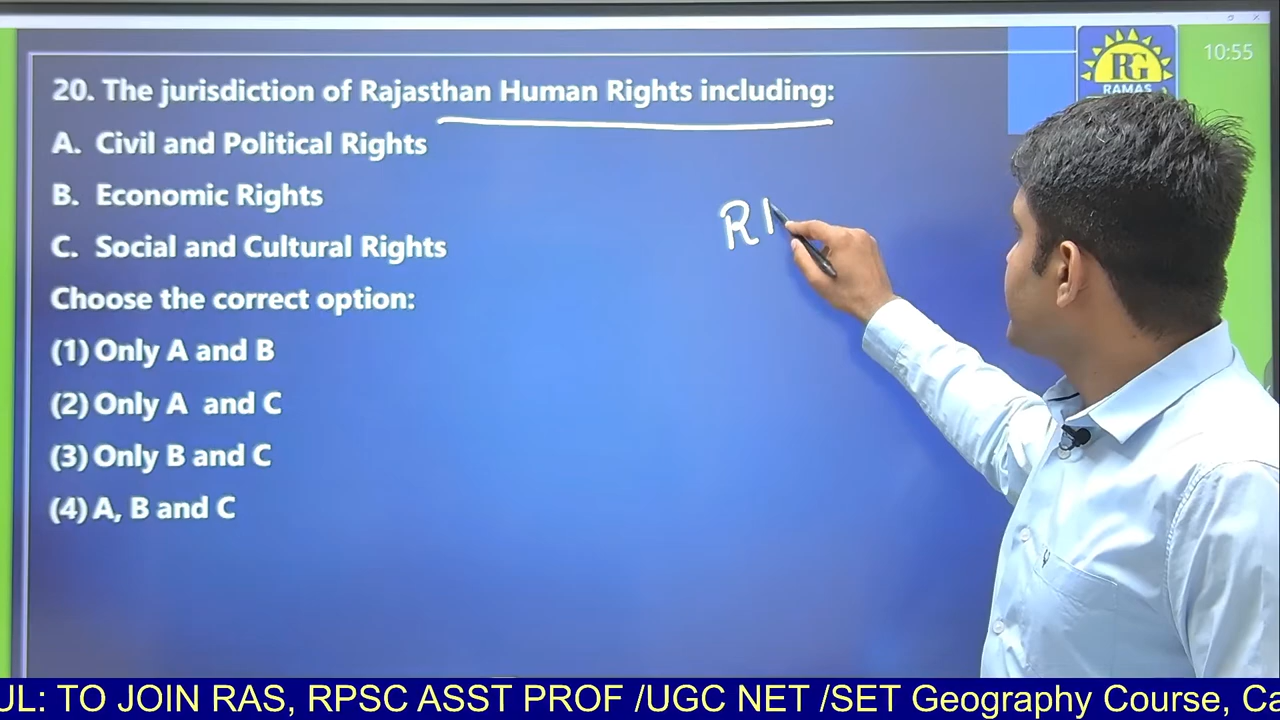 10:55
RG
RAMAS
20. The jurisdiction of Rajasthan Human Rights including:
A. Civil and Political Rights
B. Economic Rights
C. Social and Cultural Rights
Choose the correct option:
(1) Only A and B
(2) Only A and C
(3) Only B and C
(4) A, B and C
R
UL: TO JOIN RAS, RPSC ASST PROF /UGC NET /SET Geography Course, Ca